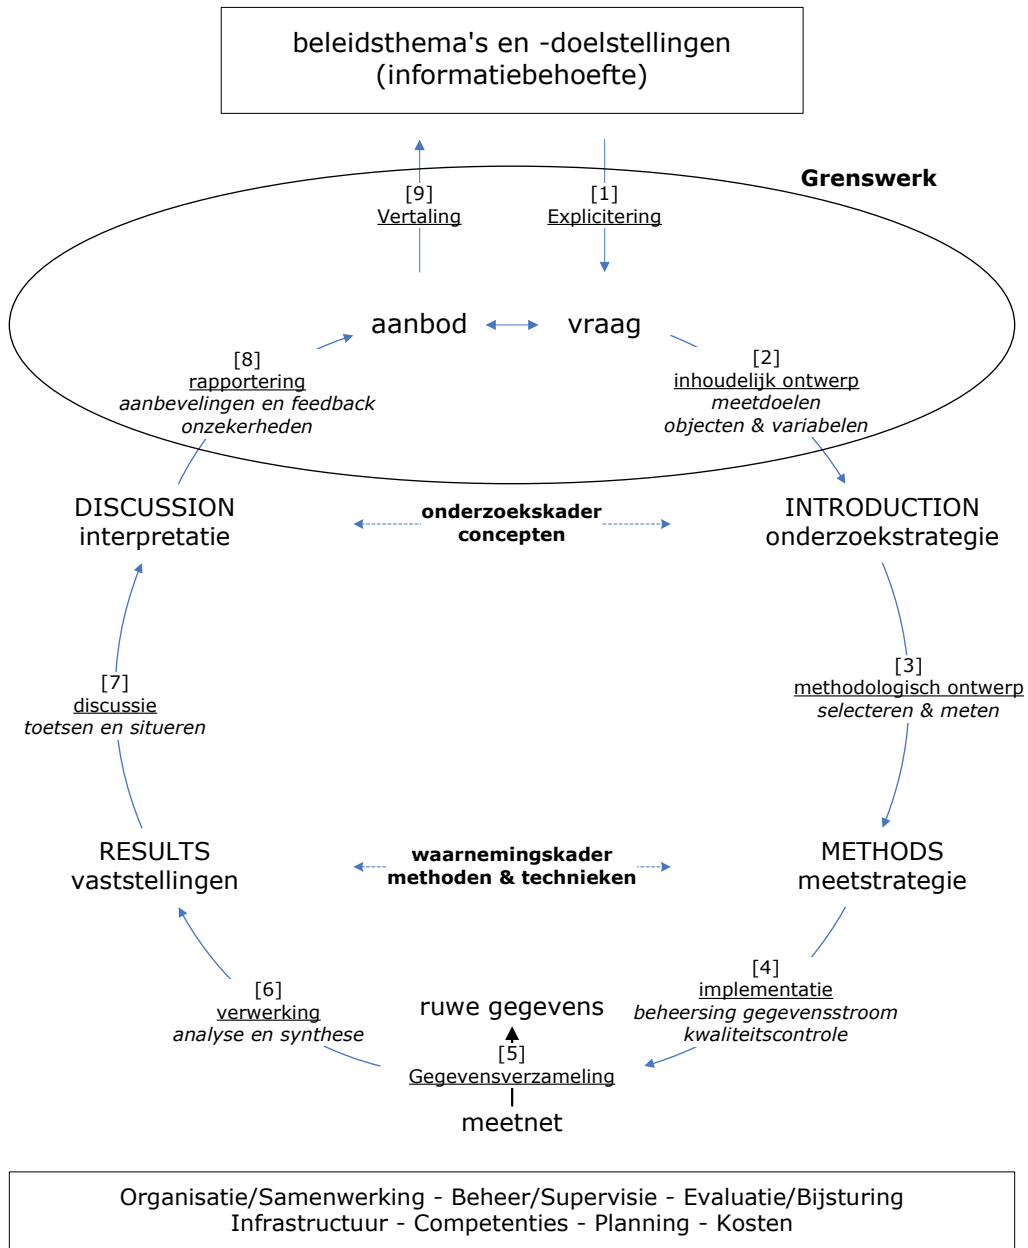 beleidsthema's en -doelstellingen
(informatiebehoefte)
Grenswerk
[9]
Vertaling
[1]
Explicitering
aanbod
vraag
[8]
rapportering
aanbevelingen en feedback
onzekerheden
[2]
inhoudelijk ontwerp
meetdoelen
objecten & variabelen
DISCUSSION
interpretatie
onderzoekskader
concepten
INTRODUCTION
onderzoekstrategie
[7]
discussie
toetsen en situeren
[3]
methodologisch ontwerp
selecteren & meten
RESULTS
vaststellingen
waarnemingskader
methoden & technieken
METHODS
meetstrategie
[6]
verwerking
analyse en synthese
ruwe gegevens
[5]
Gegevensverzameling
meetnet
[4]
implementatie
beheersing gegevensstroom
kwaliteitscontrole
Organisatie/Samenwerking - Beheer/Supervisie - Evaluatie/Bijsturing
Infrastructuur - Competenties - Planning - Kosten